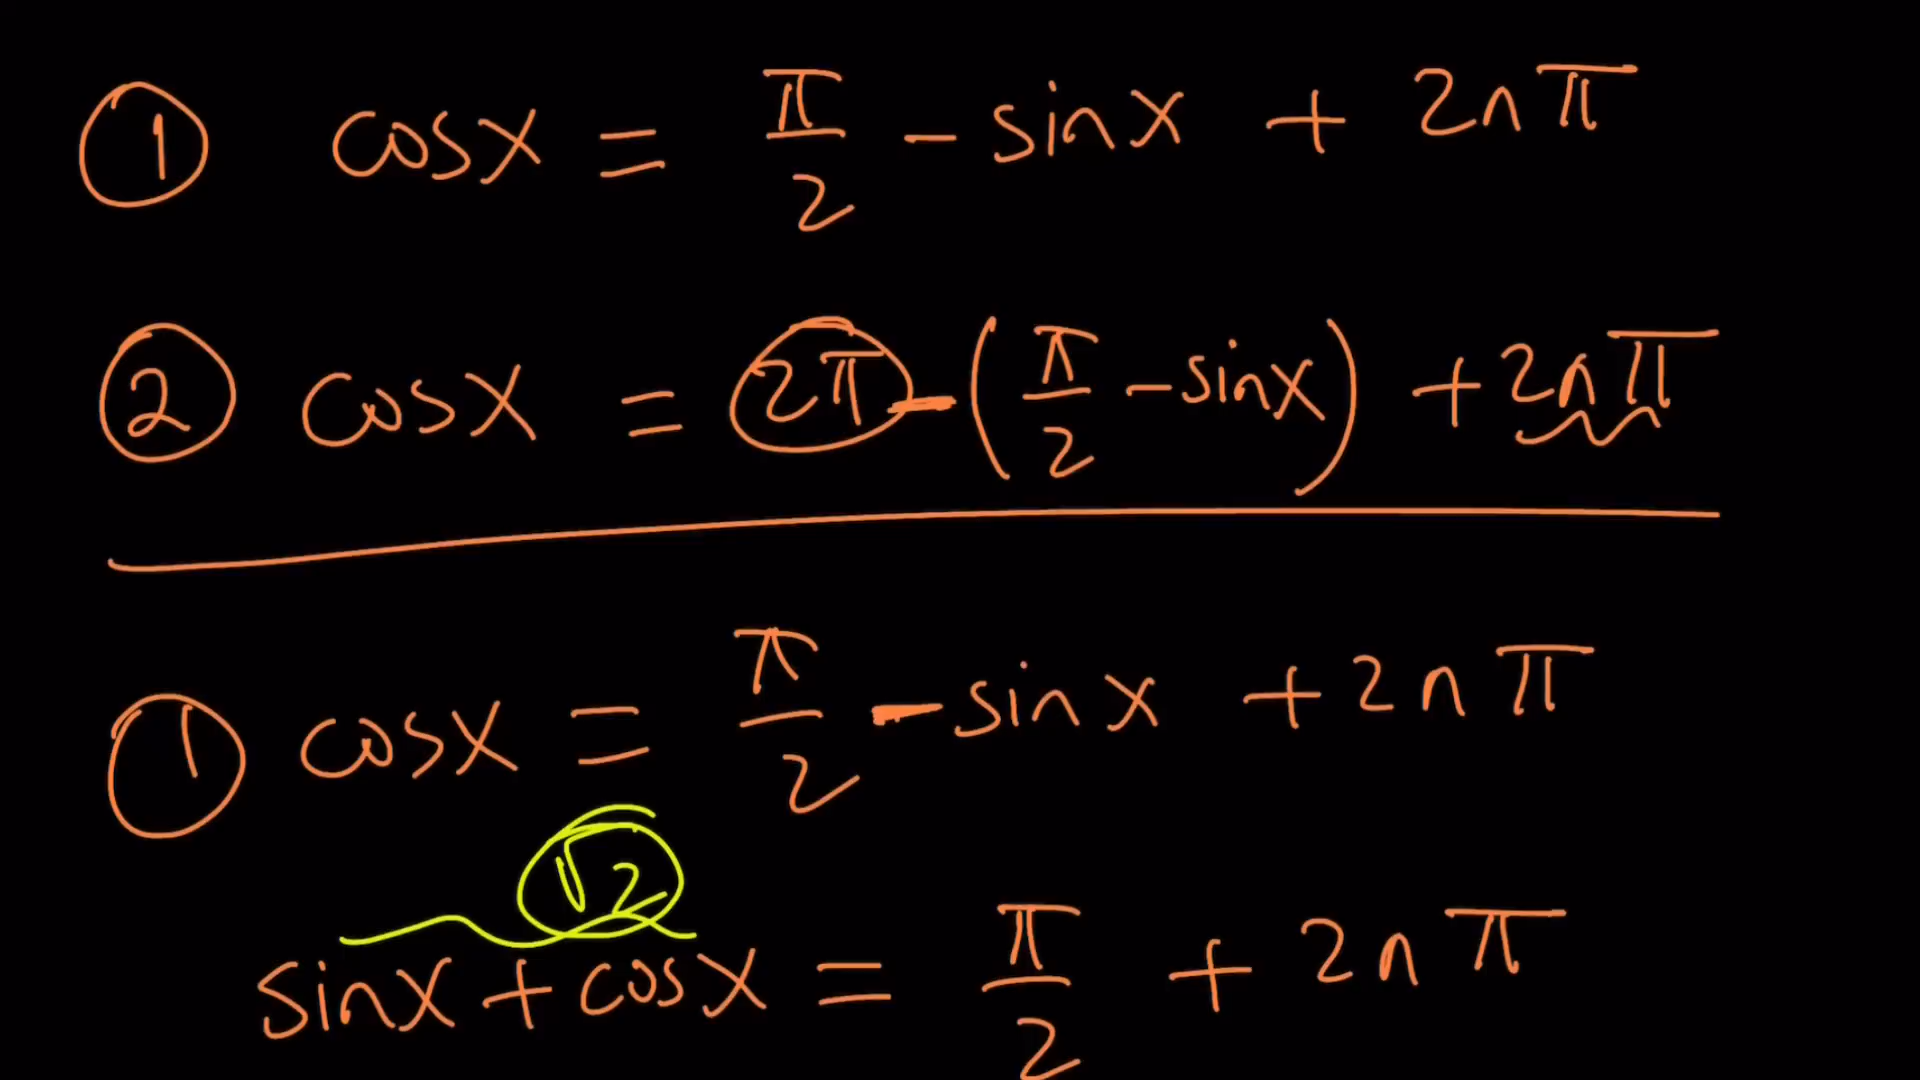 ① cosx = π/2 - sinx + 2nπ
② cosx = 2π - (π/2 - sinx) + 2nπ
① cosx = π/2 - sinx + 2nπ
√2
sinx + cosx = π/2 + 2nπ